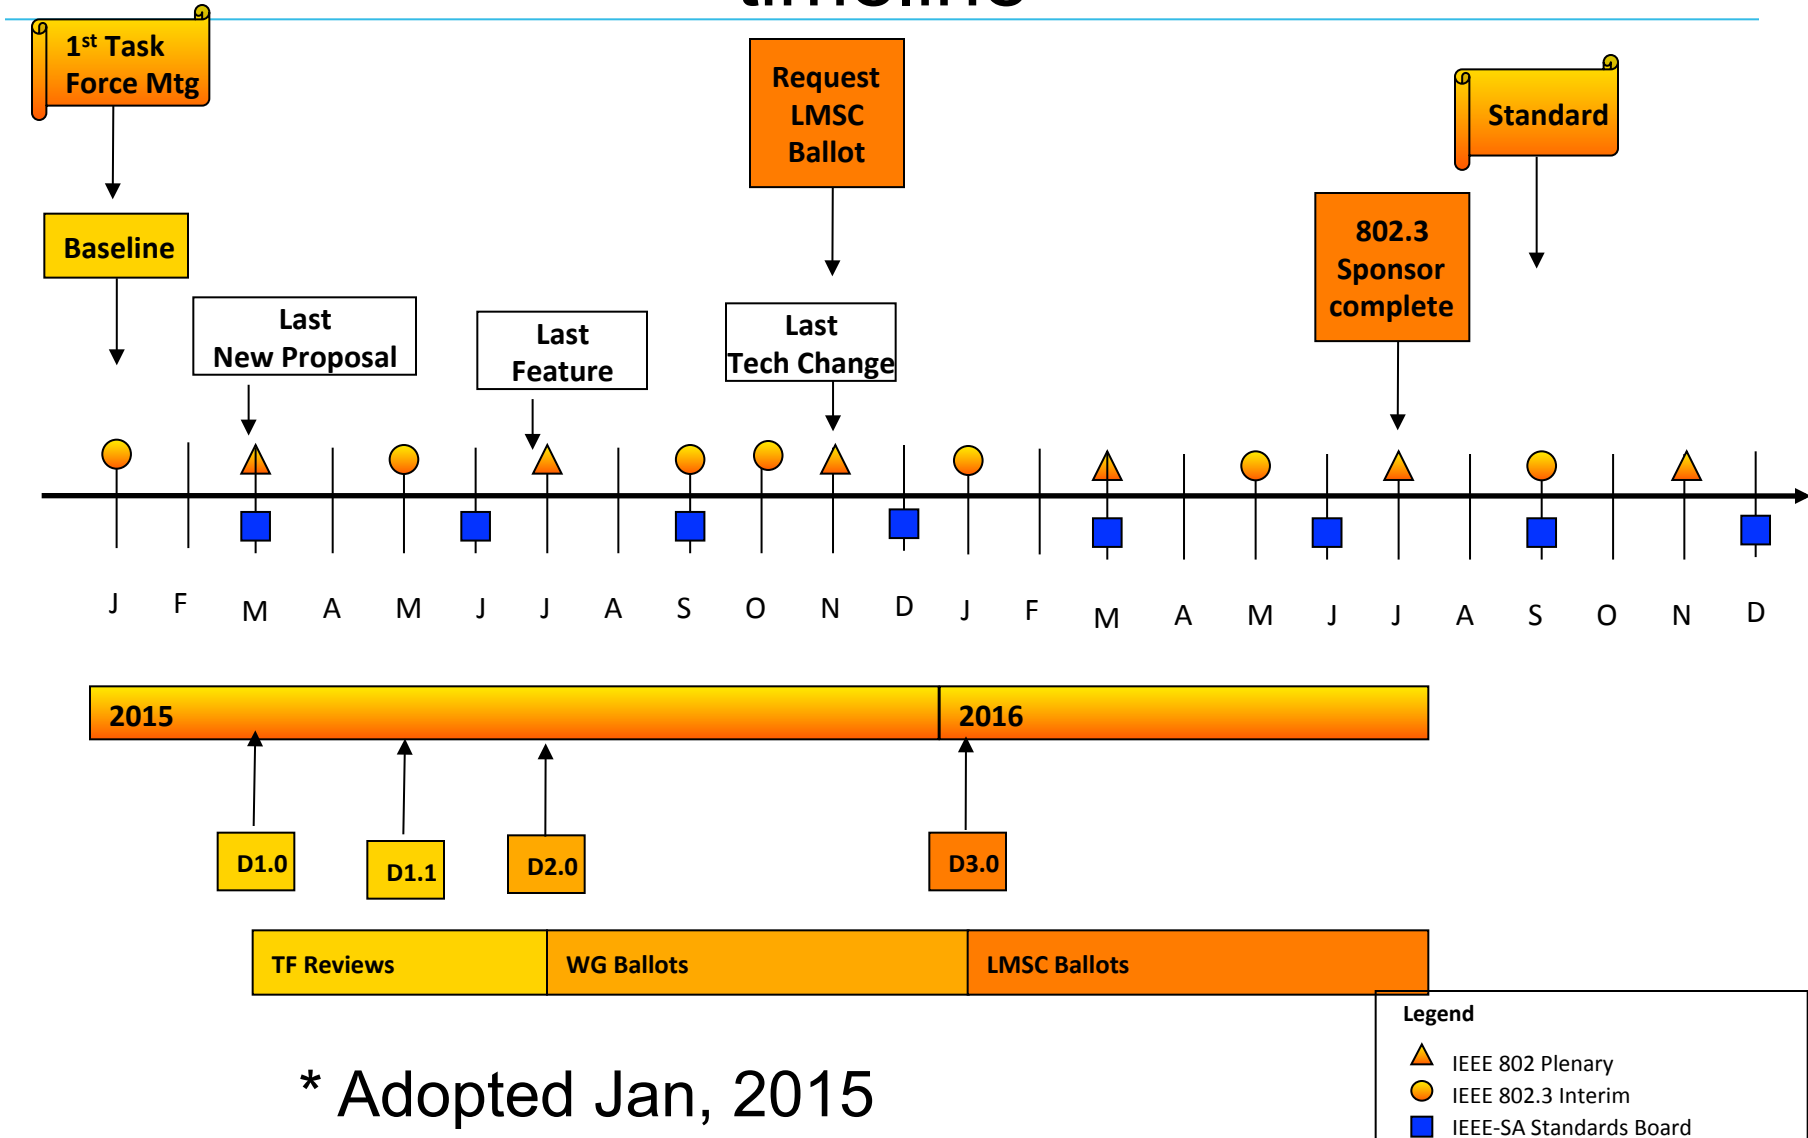 timeline
1st Task
Force Mtg
Request
LMSC
Ballot
Standard
Baseline
802.3
Sponsor
complete
Last
New Proposal
Last
Feature
Last
Tech Change
J F M A M J J A S O N D J F M A M J J A S O N D
2015 2016
D1.0 D1.1 D2.0 D3.0
TF Reviews WG Ballots LMSC Ballots
Legend
IEEE 802 Plenary
IEEE 802.3 Interim
IEEE-SA Standards Board
* Adopted Jan, 2015